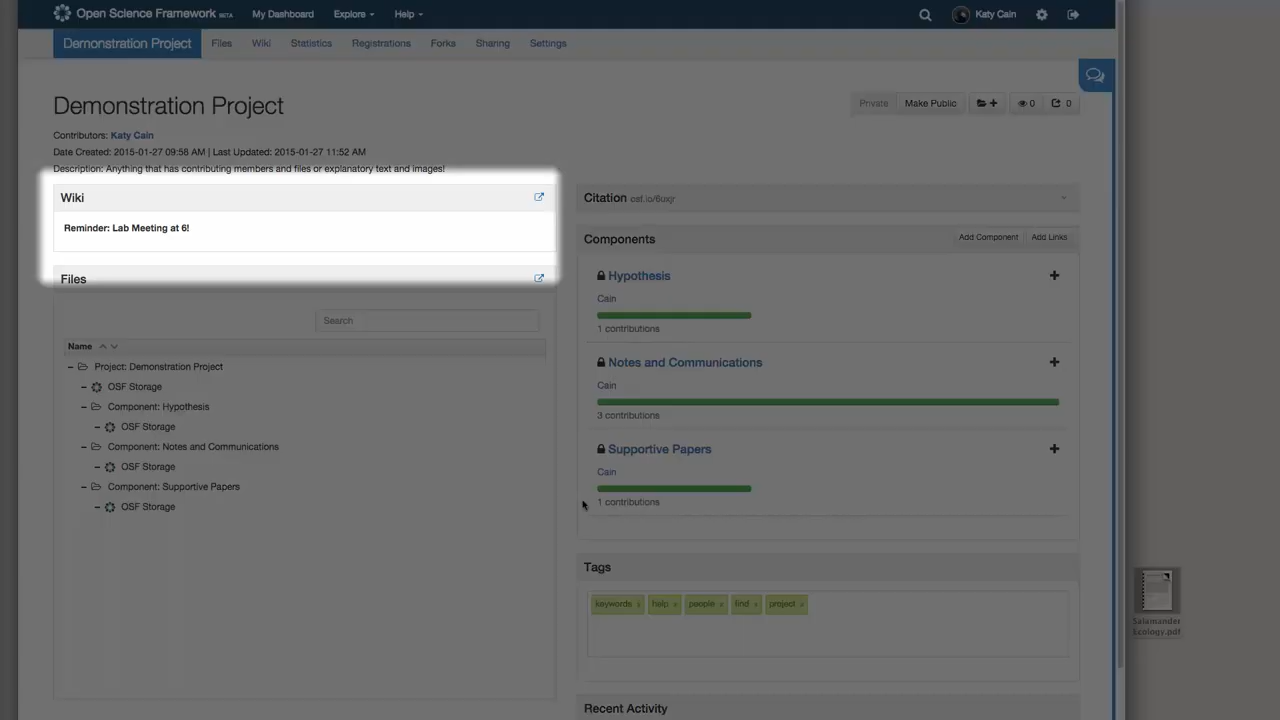 Open Science Framework BETA My Dashboard Explore Help Katy Cain
Demonstration Project Files Wiki Statistics Registrations Forks Sharing Settings
Demonstration Project
Private Make Public 0 0
Contributors: Katy Cain
Date Created: 2015-01-27 09:58 AM | Last Updated: 2015-01-27 11:52 AM
Description: Anything that has contributing members and files or explanatory text and images!
Wiki
Reminder: Lab Meeting at 6!
Files
Search
Name
Project: Demonstration Project
OSF Storage
Component: Hypothesis
OSF Storage
Component: Notes and Communications
OSF Storage
Component: Supportive Papers
OSF Storage
Citation osf.io/6uxgr
Components Add Component Add Links
Hypothesis
Cain
1 contributions
Notes and Communications
Cain
3 contributions
Supportive Papers
Cain
1 contributions
Tags
keywords x help x people x find x project x
Recent Activity
Salamander
Ecology.pdf